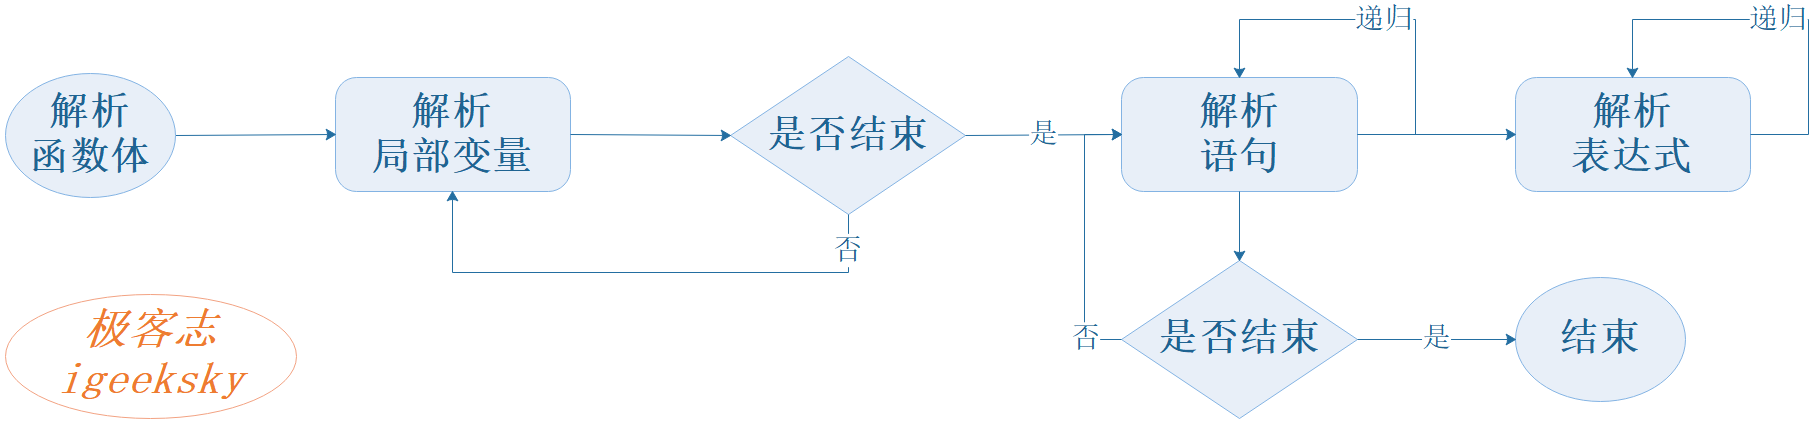 递归
递归
解析
函数体
解析
局部变量
是否结束
是
解析
语句
解析
表达式
否
极客志
igeeksky
否
是否结束
是
结束